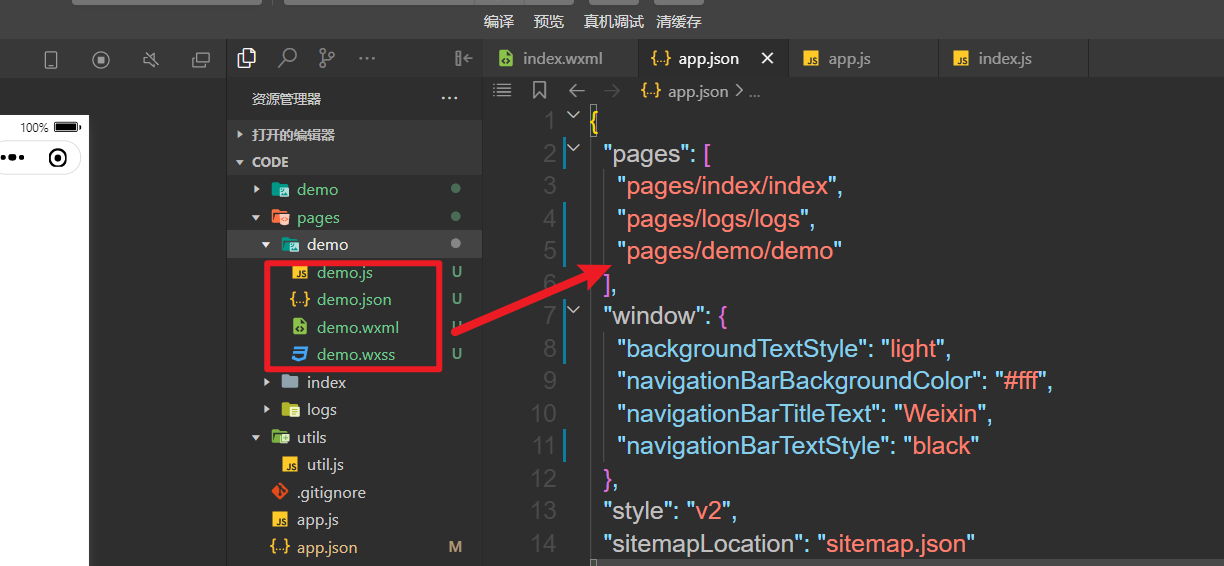 编译 预览 真机调试 清缓存
index.wxml app.json app.js index.js
资源管理器
app.json > ...
100%
打开的编辑器
CODE
demo
pages
demo
demo.js U
demo.json U
demo.wxml U
demo.wxss U
index
logs
utils
util.js
.gitignore
app.js
app.json M
1 {
2 "pages": [
3 "pages/index/index",
4 "pages/logs/logs",
5 "pages/demo/demo"
6 ],
7 "window": {
8 "backgroundTextStyle": "light",
9 "navigationBarBackgroundColor": "#fff",
10 "navigationBarTitleText": "Weixin",
11 "navigationBarTextStyle": "black"
12 },
13 "style": "v2",
14 "sitemapLocation": "sitemap.json"